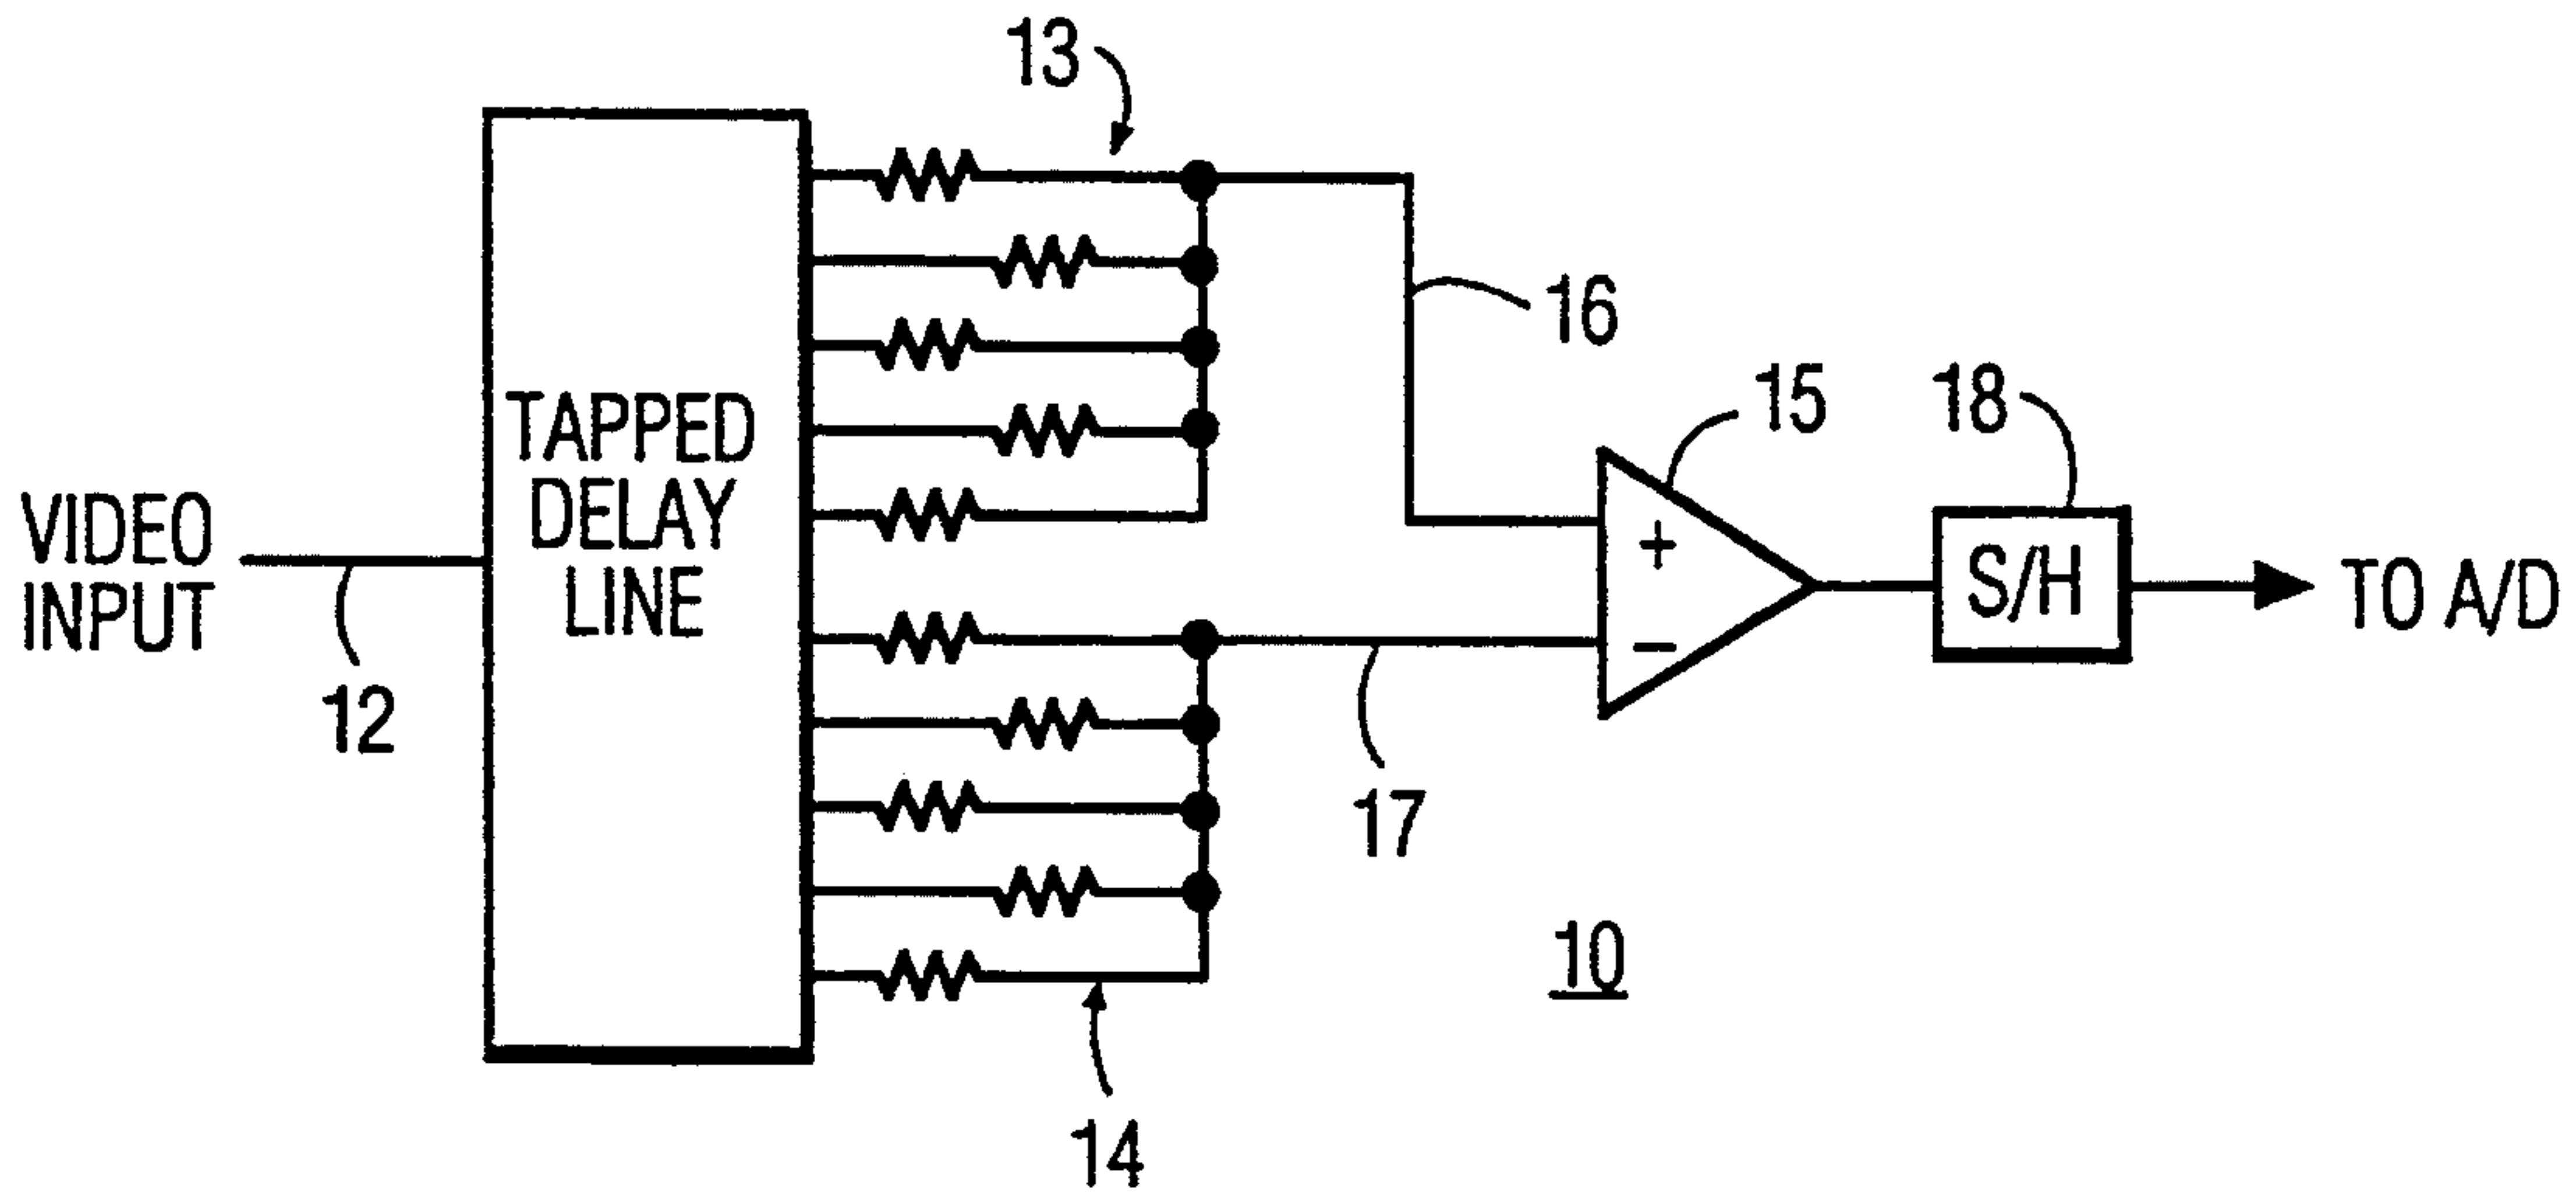 13
16
15
18
TAPPED
DELAY
LINE
VIDEO
INPUT
12
+
−
S/H
TO A/D
17
10
14